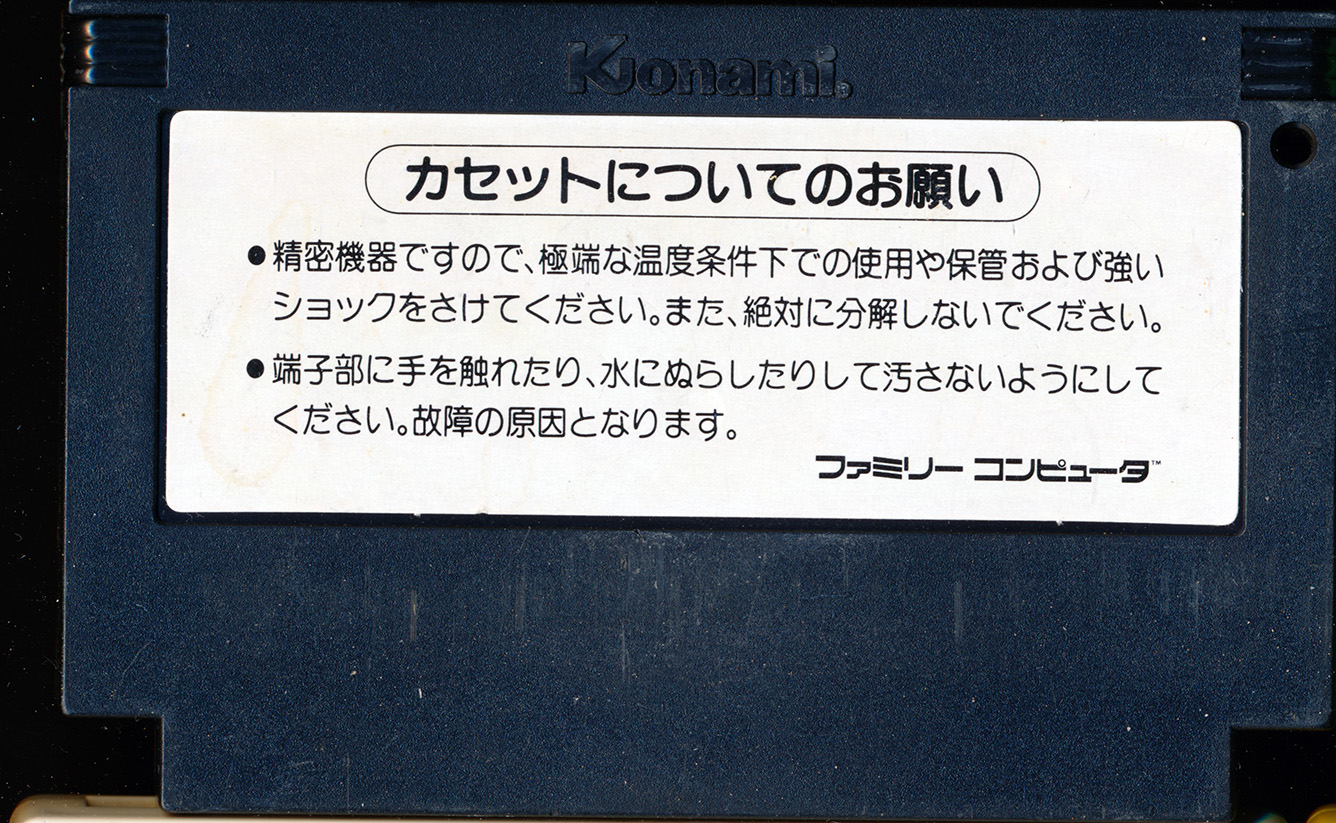 Konami®
カセットについてのお願い
●精密機器ですので、極端な温度条件下での使用や保管および強い
ショックをさけてください。また、絶対に分解しないでください。
●端子部に手を触れたり、水にぬらしたりして汚さないようにして
ください。故障の原因となります。
ファミリー コンピュータ™